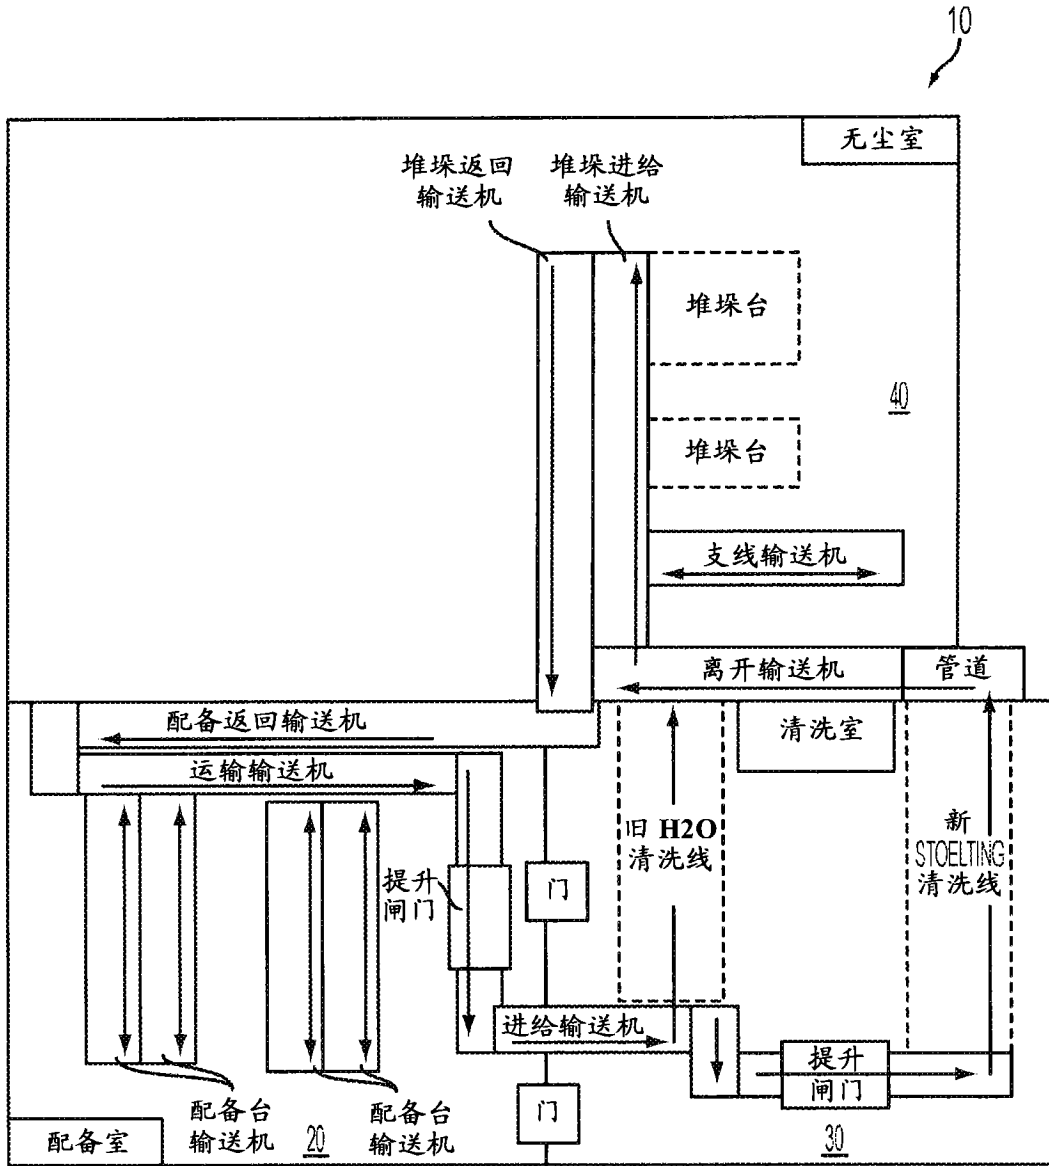 10
无尘室
堆垛返回
输送机
堆垛进给
输送机
堆垛台
40
堆垛台
支线输送机
离开输送机
管道
配备返回输送机
清洗室
运输输送机
旧 H2O
清洗线
新
STOELTING
清洗线
提升
闸门
门
进给输送机
提升
闸门
门
配备台
输送机
配备台
输送机
配备室
20
30